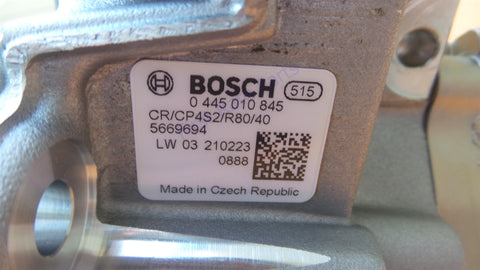 BOSCH 515
0 445 010 845
CR/CP4S2/R80/40
5669694
LW 03 210223
0888
Made in Czech Republic